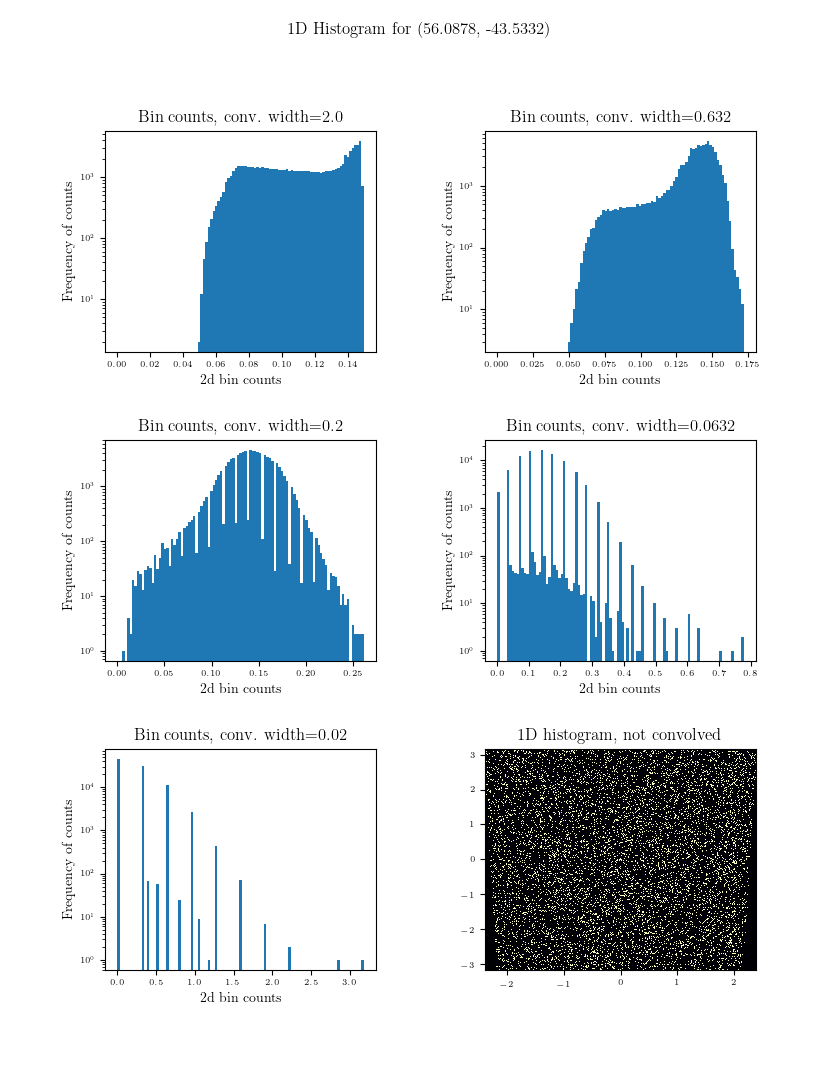 1D Histogram for (56.0878, -43.5332)
Bin counts, conv. width=2.0
Frequency of counts
10³
10²
10¹
0.00 0.02 0.04 0.06 0.08 0.10 0.12 0.14
2d bin counts
Bin counts, conv. width=0.632
Frequency of counts
10³
10²
10¹
0.000 0.025 0.050 0.075 0.100 0.125 0.150 0.175
2d bin counts
Bin counts, conv. width=0.2
Frequency of counts
10³
10²
10¹
10⁰
0.00 0.05 0.10 0.15 0.20 0.25
2d bin counts
Bin counts, conv. width=0.0632
Frequency of counts
10⁴
10³
10²
10¹
10⁰
0.0 0.1 0.2 0.3 0.4 0.5 0.6 0.7 0.8
2d bin counts
Bin counts, conv. width=0.02
Frequency of counts
10⁴
10³
10²
10¹
10⁰
0.0 0.5 1.0 1.5 2.0 2.5 3.0
2d bin counts
1D histogram, not convolved
3
2
1
0
−1
−2
−3
−2 −1 0 1 2